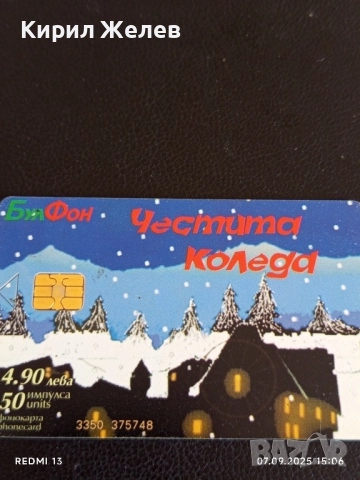 Кирил Желев
БулФон
Честита
Коледа
4.90 лева
50 импулса
units
фонокарта
phonecard
3350 375748
REDMI 13
07.09.2025 15:06